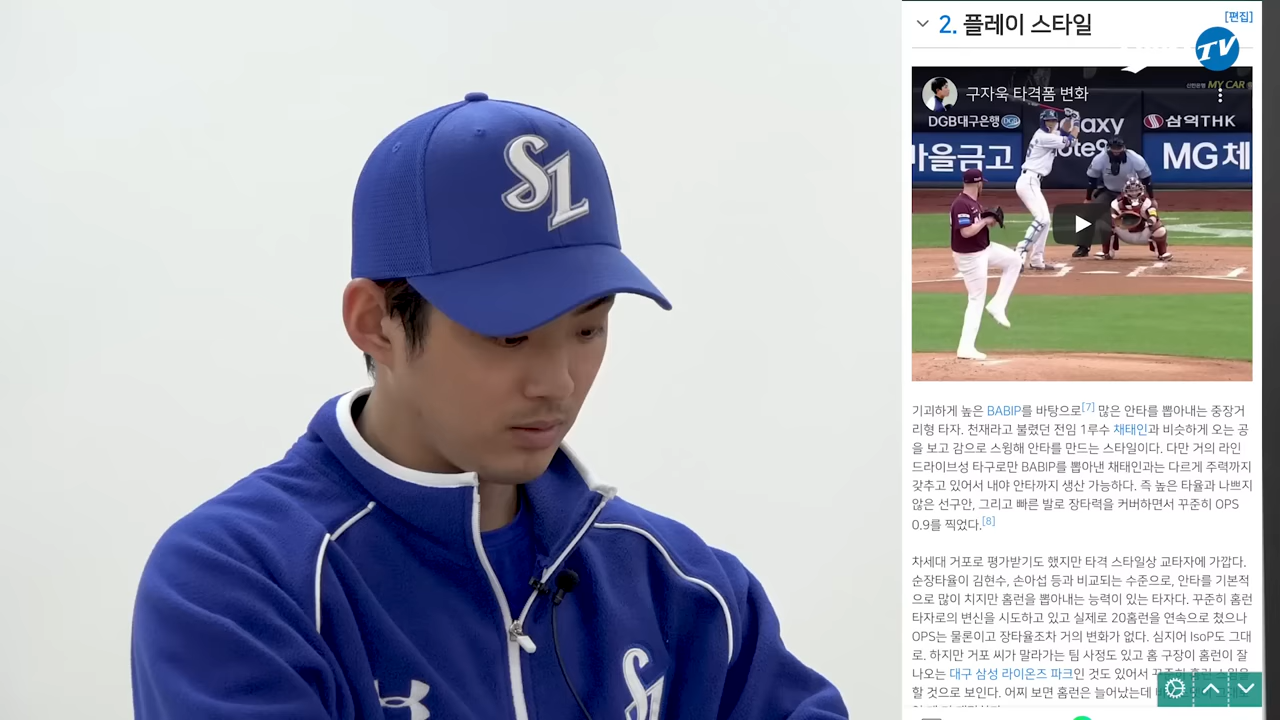 SL
2. 플레이 스타일
[편집]
TV
구자욱 타격폼 변화
MY CAR
DGB대구은행
axy
삼억THK
ote9
마을금고
MG체
기괴하게 높은 BABIP를 바탕으로[7] 많은 안타를 뽑아내는 중장거
리형 타자. 천재라고 불렸던 전임 1루수 채태인과 비슷하게 오는 공
을 보고 감으로 스윙해 안타를 만드는 스타일이다. 다만 거의 라인
드라이브성 타구로만 BABIP를 뽑아낸 채태인과는 다르게 주력까지
갖추고 있어서 내야 안타까지 생산 가능하다. 즉 높은 타율과 나쁘지
않은 선구안, 그리고 빠른 발로 장타력을 커버하면서 꾸준히 OPS
0.9를 찍었다.[8]
차세대 거포로 평가받기도 했지만 타격 스타일상 교타자에 가깝다.
순장타율이 김현수, 손아섭 등과 비교되는 수준으로, 안타를 기본적
으로 많이 치지만 홈런을 뽑아내는 능력이 있는 타자다. 꾸준히 홈런
타자로의 변신을 시도하고 있고 실제로 20홈런을 연속으로 쳤으나
OPS는 물론이고 장타율조차 거의 변화가 없다. 심지어 IsoP도 그대
로. 하지만 거포 씨가 말라가는 팀 사정도 있고 홈 구장이 홈런이 잘
나오는 대구 삼성 라이온즈 파크인 것도 있어서 꾸준히 홈런 스윙을
할 것으로 보인다. 어찌 보면 홈런은 늘어났는데